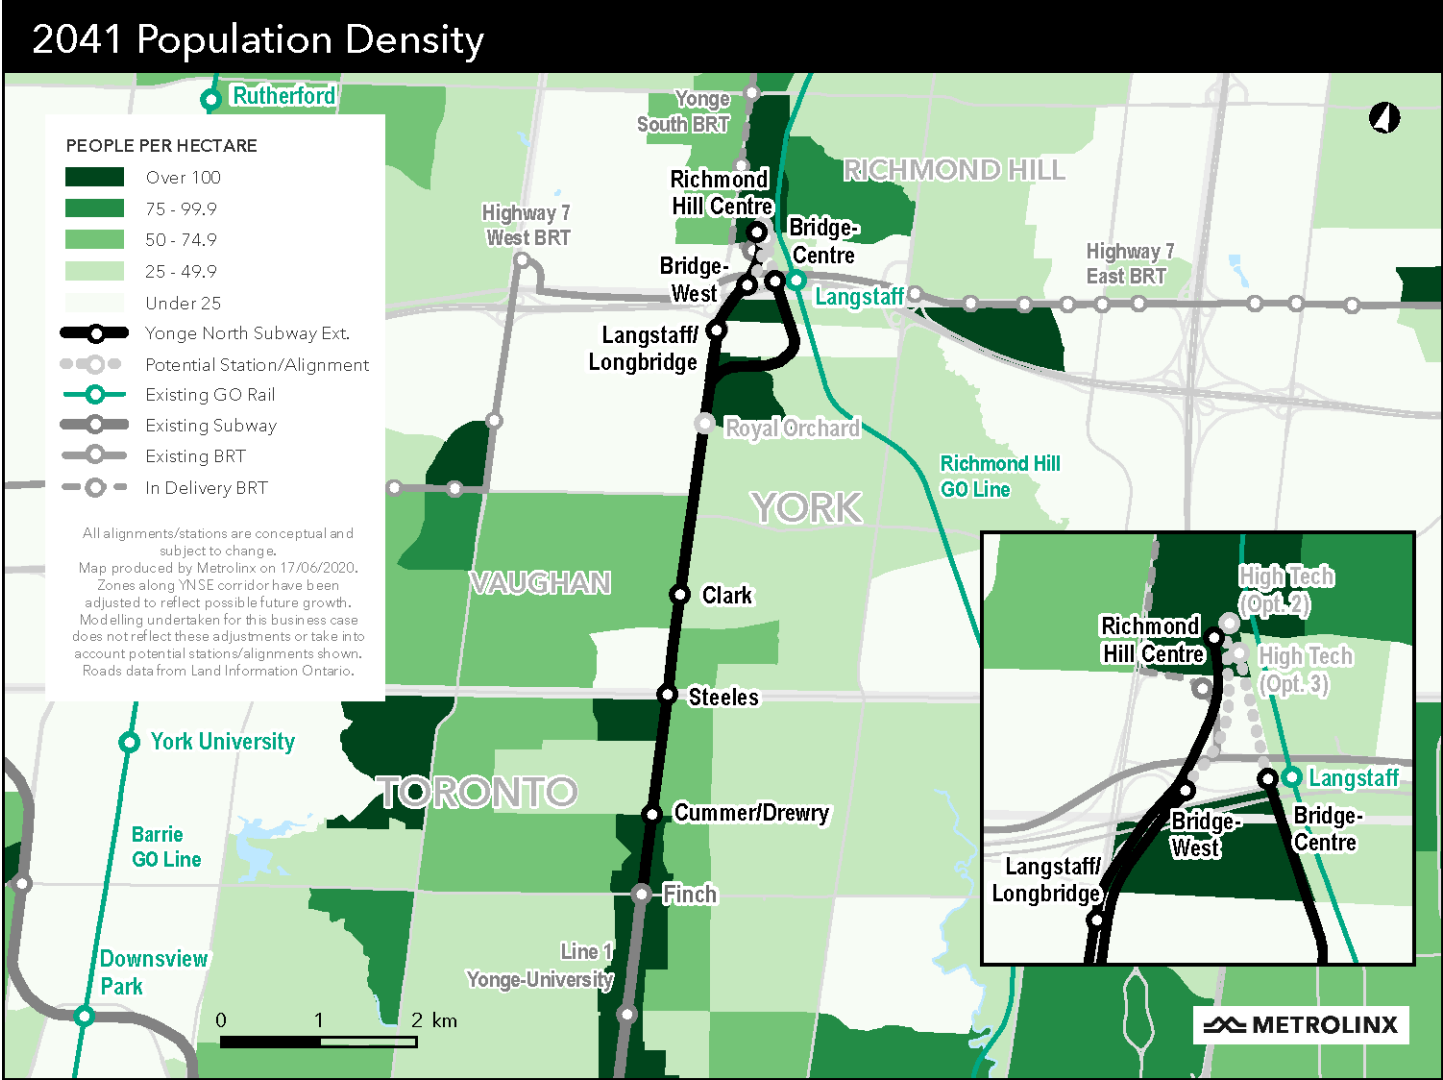 2041 Population Density
Rutherford
Yonge
South BRT
RICHMOND HILL
PEOPLE PER HECTARE
Over 100
75 - 99.9
50 - 74.9
25 - 49.9
Under 25
Yonge North Subway Ext.
Potential Station/Alignment
Existing GO Rail
Existing Subway
Existing BRT
In Delivery BRT
All alignments/stations are conceptual and
subject to change.
Map produced by Metrolinx on 17/06/2020.
Zones along YNSE corridor have been
adjusted to reflect possible future growth.
Modelling undertaken for this business case
does not reflect these adjustments or take into
account potential stations/alignments shown.
Roads data from Land Information Ontario.
Richmond
Hill Centre
Highway 7
West BRT
Bridge-
Centre
Highway 7
East BRT
Bridge-
West
Langstaff
Langstaff/
Longbridge
Royal Orchard
Richmond Hill
GO Line
YORK
VAUGHAN
Clark
Steeles
York University
TORONTO
Cummer/Drewry
Barrie
GO Line
Finch
Line 1
Yonge-University
Downsview
Park
0 1 2 km
High Tech
(Opt. 2)
Richmond
Hill Centre
High Tech
(Opt. 3)
Langstaff
Bridge-
West
Bridge-
Centre
Langstaff/
Longbridge
METROLINX